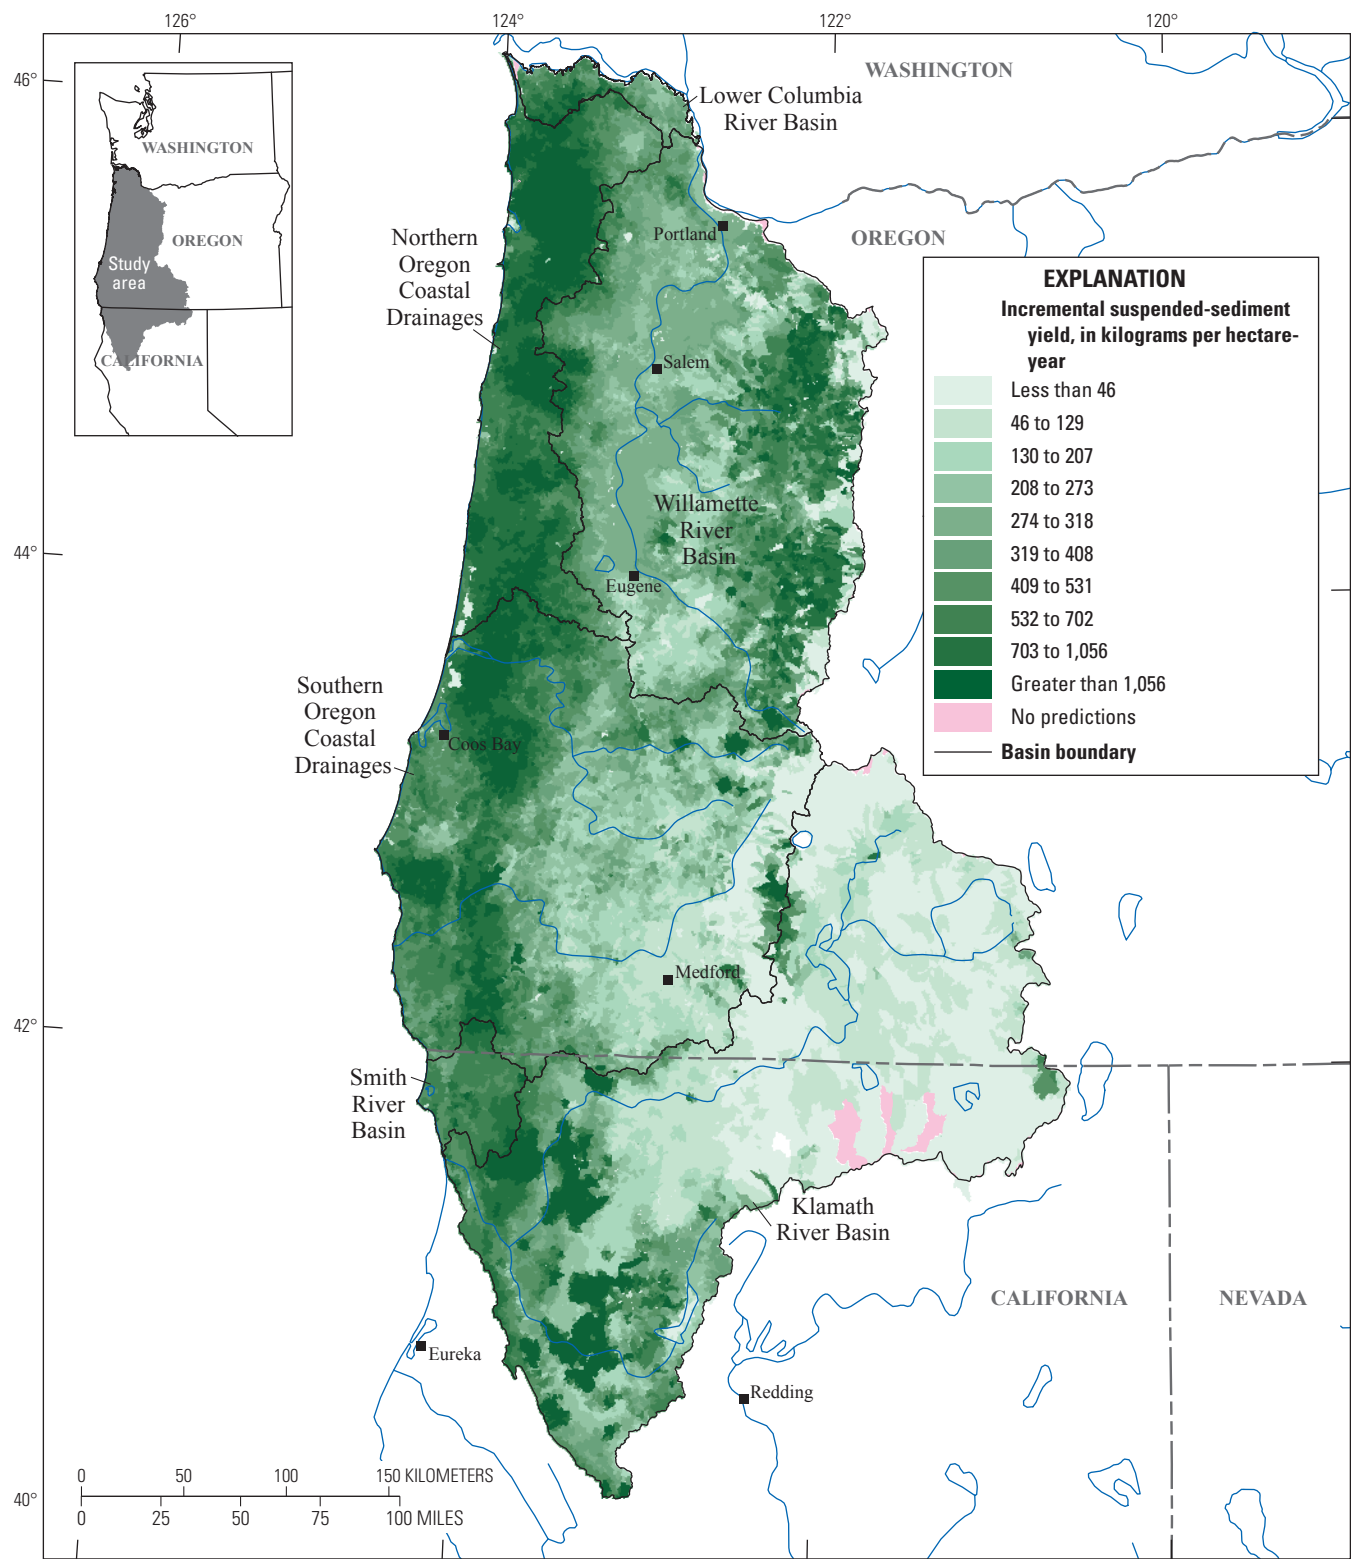 126°
124°
122°
120°
46°
44°
42°
40°
WASHINGTON
OREGON
Study
area
CALIFORNIA
WASHINGTON
Lower Columbia
River Basin
OREGON
Portland
Northern
Oregon
Coastal
Drainages
Salem
Willamette
River
Basin
Eugene
Southern
Oregon
Coastal
Drainages
Coos Bay
Medford
Smith
River
Basin
Klamath
River Basin
CALIFORNIA
NEVADA
Eureka
Redding
EXPLANATION
Incremental suspended-sediment
yield, in kilograms per hectare-
year
Less than 46
46 to 129
130 to 207
208 to 273
274 to 318
319 to 408
409 to 531
532 to 702
703 to 1,056
Greater than 1,056
No predictions
Basin boundary
0 50 100 150 KILOMETERS
0 25 50 75 100 MILES